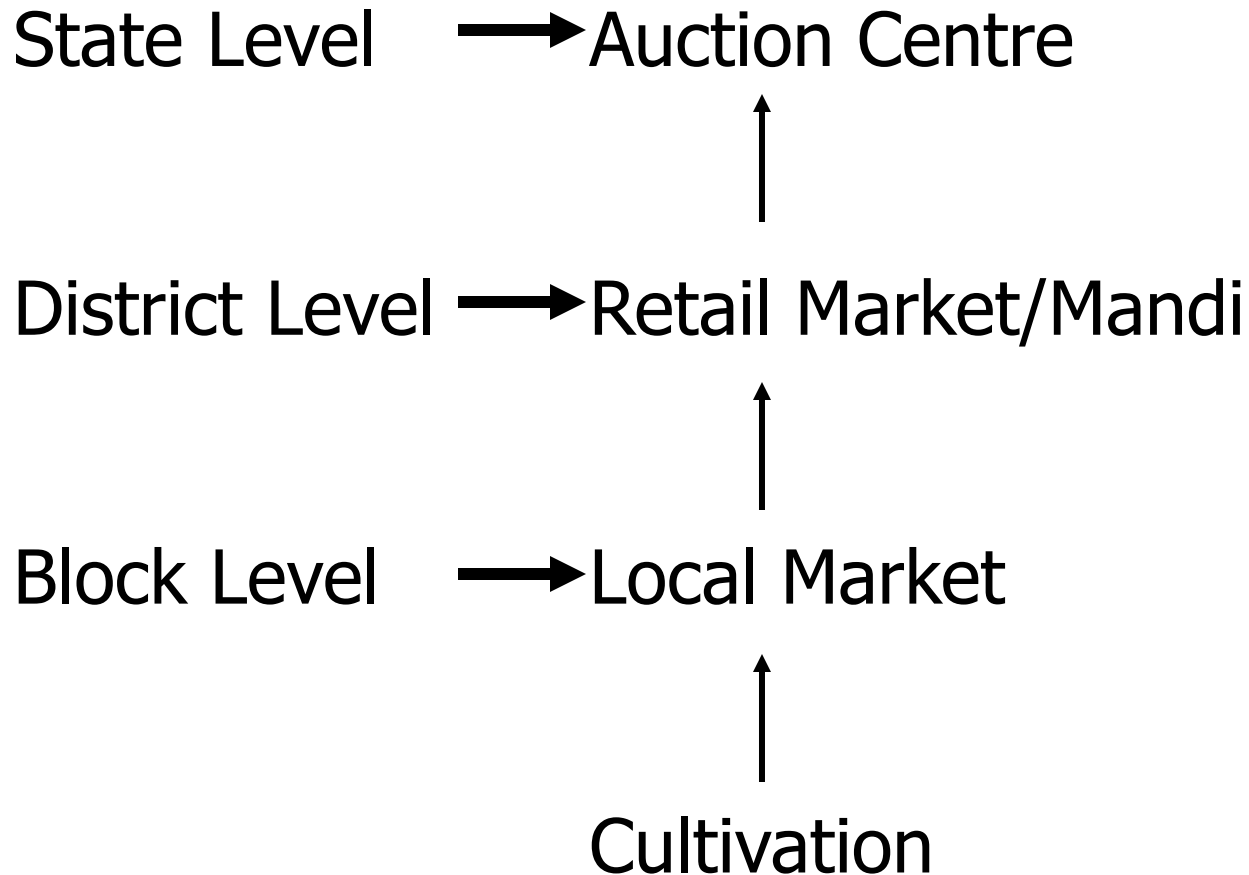 State Level Auction Centre
District Level Retail Market/Mandi
Block Level Local Market
Cultivation